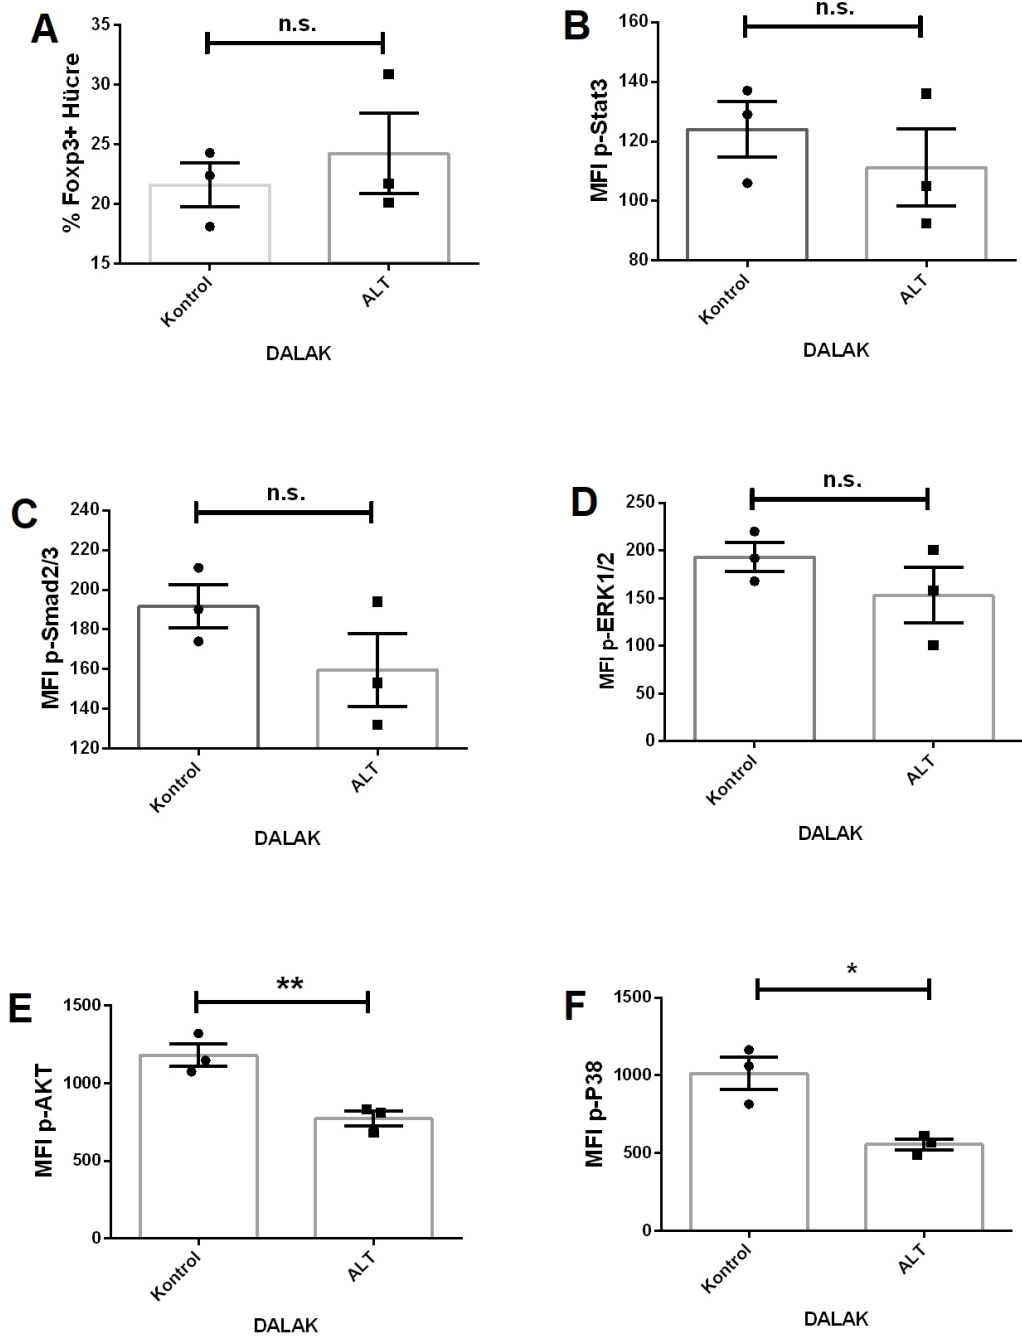 A
n.s.
% Foxp3+ Hücre
35
30
25
20
15
Kontrol
ALT
DALAK
B
n.s.
MFI p-Stat3
160
140
120
100
80
Kontrol
ALT
DALAK
C
n.s.
MFI p-Smad2/3
240
220
200
180
160
140
120
Kontrol
ALT
DALAK
D
n.s.
MFI p-ERK1/2
250
200
150
100
50
0
Kontrol
ALT
DALAK
E
**
MFI p-AKT
1500
1000
500
0
Kontrol
ALT
DALAK
F
*
MFI p-P38
1500
1000
500
0
Kontrol
ALT
DALAK